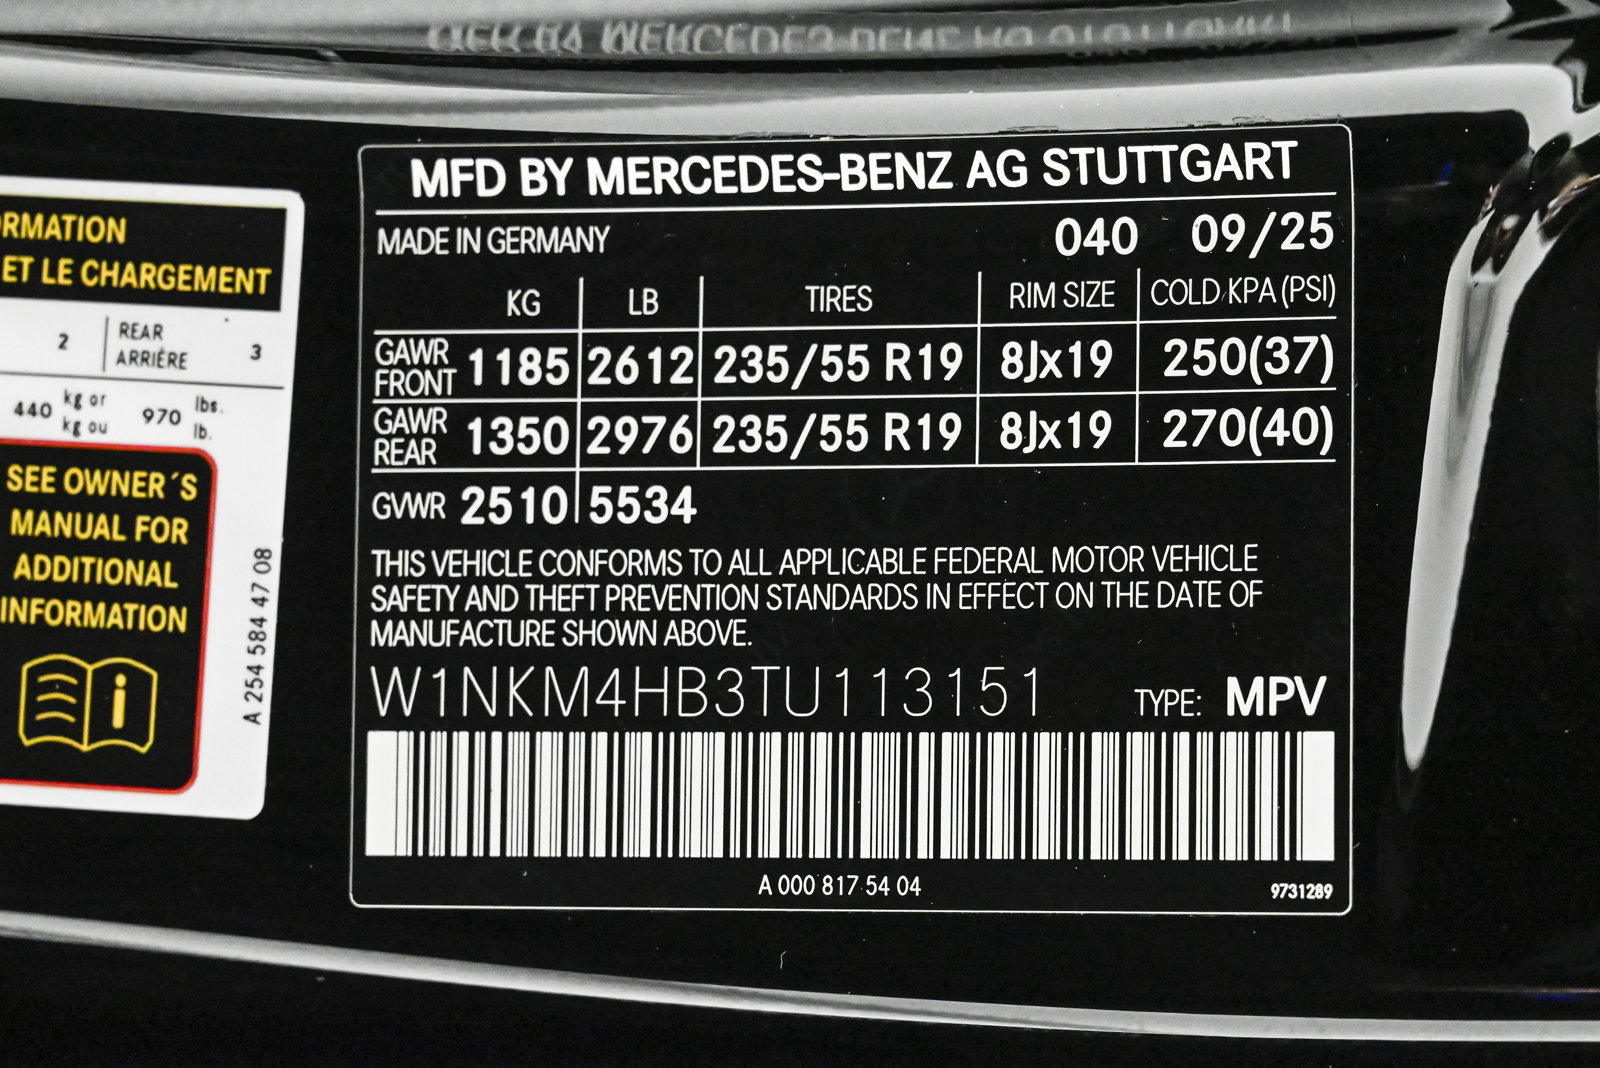 MFD BY MERCEDES-BENZ AG STUTTGART
MADE IN GERMANY 040 09/25
KG LB TIRES RIM SIZE COLD KPA (PSI)
GAWR FRONT 1185 2612 235/55 R19 8Jx19 250(37)
GAWR REAR 1350 2976 235/55 R19 8Jx19 270(40)
GVWR 2510 5534
THIS VEHICLE CONFORMS TO ALL APPLICABLE FEDERAL MOTOR VEHICLE
SAFETY AND THEFT PREVENTION STANDARDS IN EFFECT ON THE DATE OF
MANUFACTURE SHOWN ABOVE.
W1NKM4HB3TU113151 TYPE: MPV
A 000 817 54 04
9731289
ORMATION
ET LE CHARGEMENT
2 REAR ARRIÈRE 3
440 kg or kg ou 970 lbs. lb.
SEE OWNER´S
MANUAL FOR
ADDITIONAL
INFORMATION
A 254 584 47 08